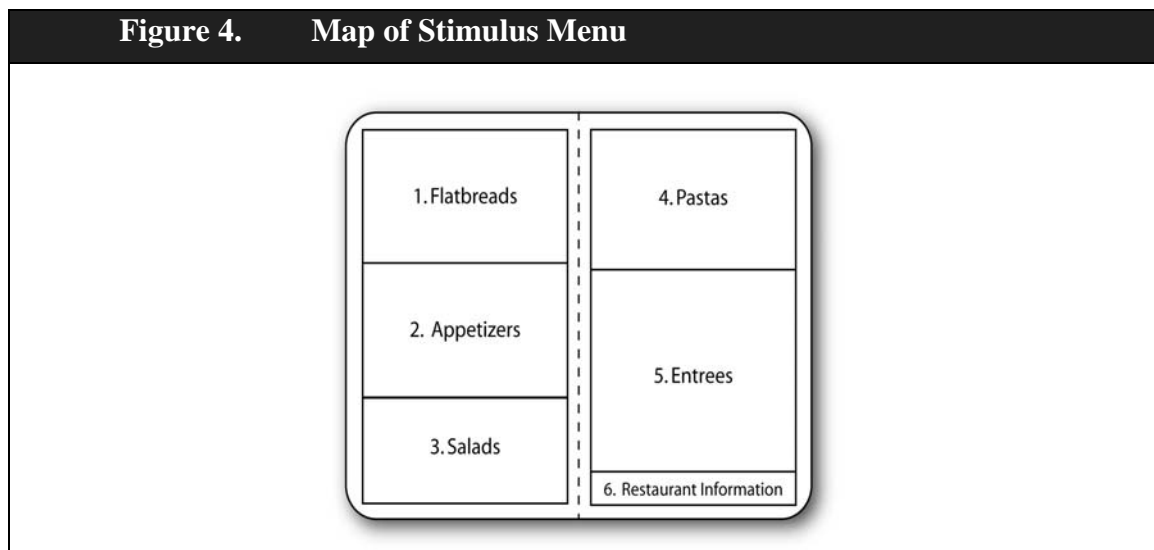 Figure 4. Map of Stimulus Menu
1. Flatbreads
2. Appetizers
3. Salads
4. Pastas
5. Entrees
6. Restaurant Information